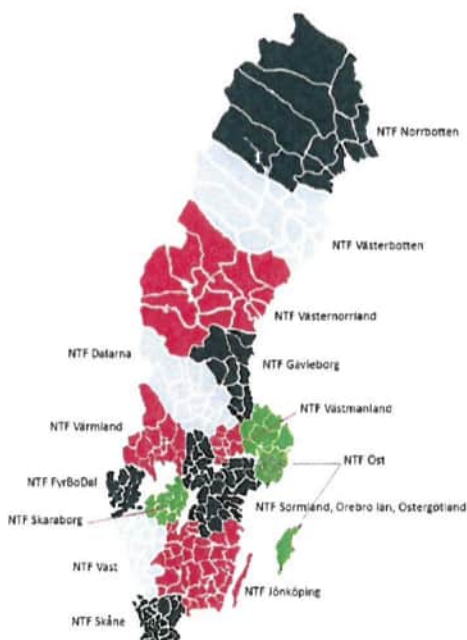 NTF Norrbotten
NTF Västerbotten
NTF Västernorrland
NTF Dalarna
NTF Gävleborg
NTF Västmanland
NTF Värmland
NTF Öst
NTF FyrBoDal
NTF Sörmland, Örebro län, Östergötland
NTF Skaraborg
NTF Väst
NTF Jönköping
NTF Skåne